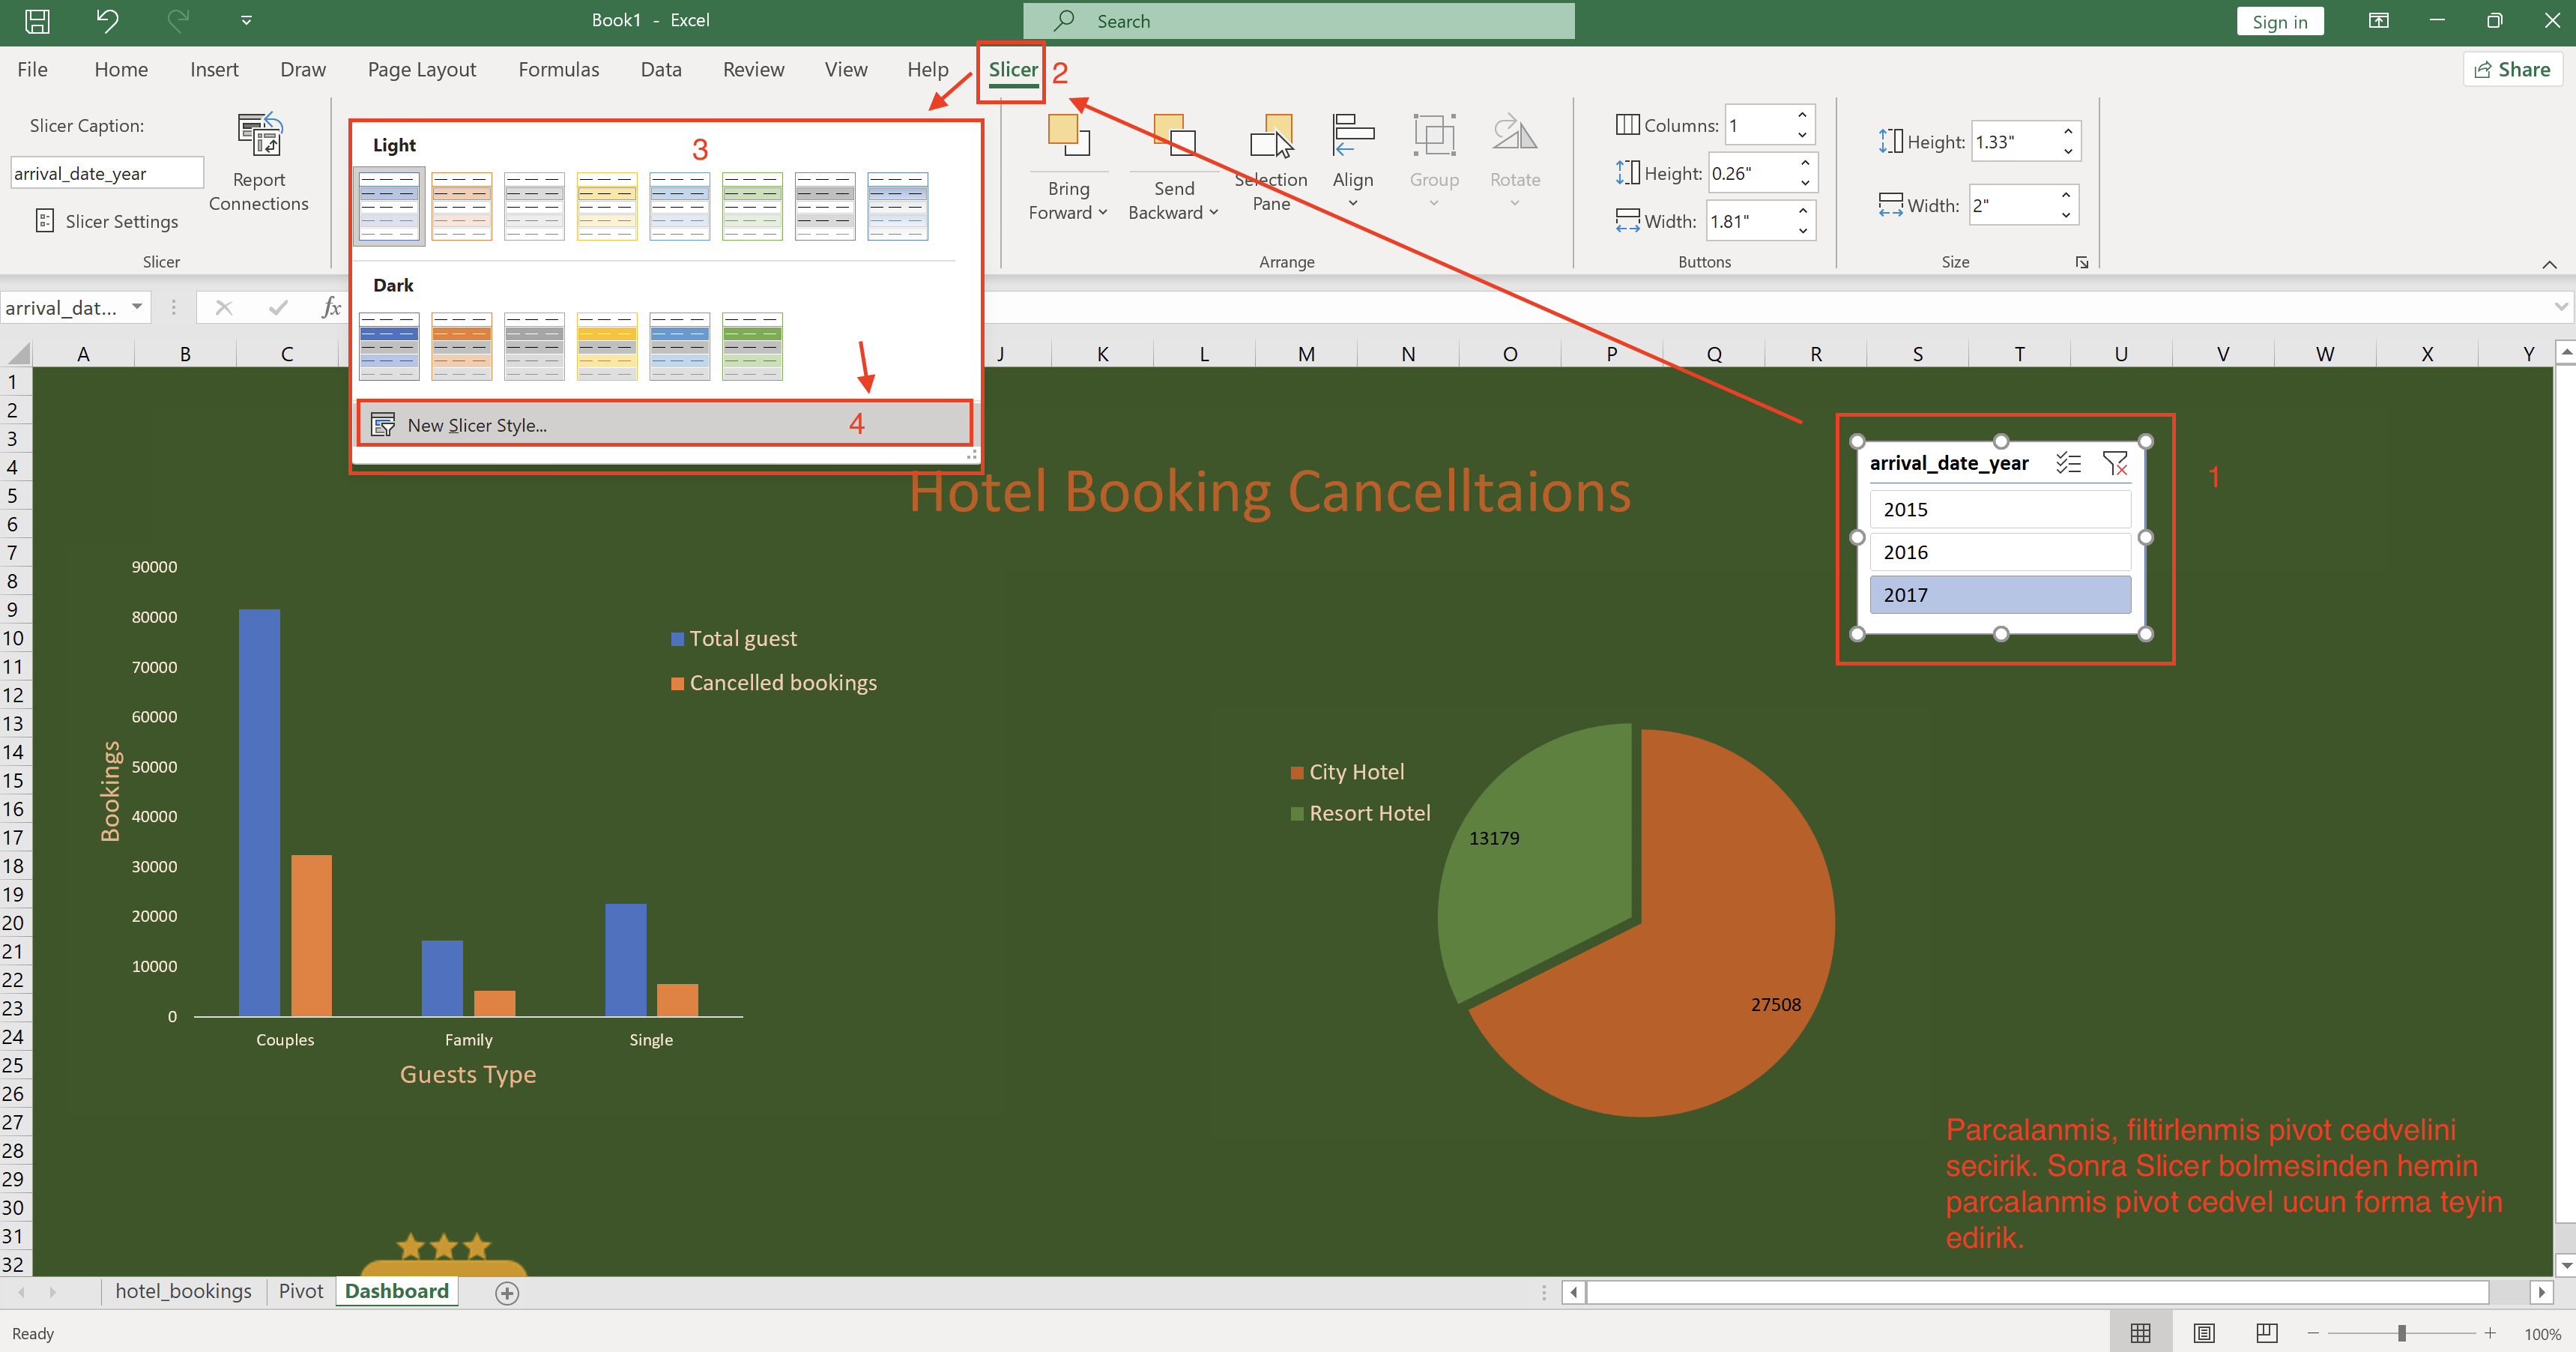 Book1 - Excel
Search
Sign in
File Home Insert Draw Page Layout Formulas Data Review View Help Slicer 2
Share
Slicer Caption:
arrival_date_year
Slicer Settings
Report
Connections
Slicer
Light
3
Dark
New Slicer Style...
4
Bring
Forward
Send
Backward
Selection
Pane
Align
Group
Rotate
Arrange
Columns: 1
Height: 0.26"
Width: 1.81"
Buttons
Height: 1.33"
Width: 2"
Size
arrival_dat...
fx
A B C J K L M N O P Q R S T U V W X Y
1
2
3
4
5
6
7
8
9
10
11
12
13
14
15
16
17
18
19
20
21
22
23
24
25
26
27
28
29
30
31
32
Hotel Booking Cancelltaions
arrival_date_year
2015
2016
2017
1
90000
80000
70000
60000
50000
40000
30000
20000
10000
0
Bookings
Total guest
Cancelled bookings
Couples Family Single
Guests Type
City Hotel
Resort Hotel
13179
27508
Parcalanmis, filtirlenmis pivot cedvelini
secirik. Sonra Slicer bolmesinden hemin
parcalanmis pivot cedvel ucun forma teyin
edirik.
hotel_bookings Pivot Dashboard
Ready
100%